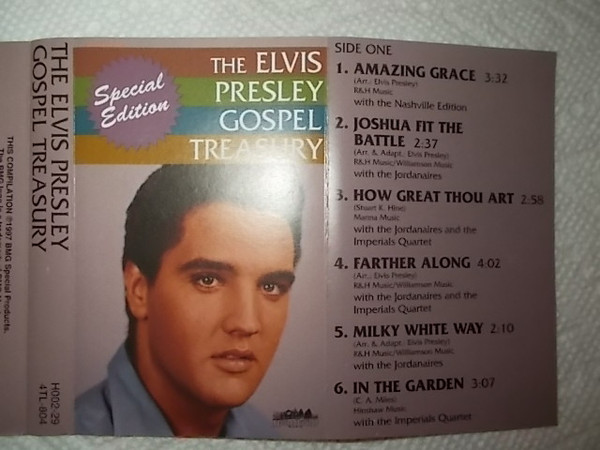 THIS COMPILATION ℗1997 BMG Special Products.
THE ELVIS PRESLEY
GOSPEL TREASURY
H002-29
4TL-804
Special
Edition
THE ELVIS
PRESLEY
GOSPEL
TREASURY
SIDE ONE
1. AMAZING GRACE 3:32
(Arr., Elvis Presley)
R&H Music
with the Nashville Edition
2. JOSHUA FIT THE
BATTLE 2:37
(Arr. & Adapt., Elvis Presley)
R&H Music/Williamson Music
with the Jordanaires
3. HOW GREAT THOU ART 2:58
(Stuart K. Hine)
Manna Music
with the Jordanaires and the
Imperials Quartet
4. FARTHER ALONG 4:02
(Arr., Elvis Presley)
R&H Music/Williamson Music
with the Jordanaires and the
Imperials Quartet
5. MILKY WHITE WAY 2:10
(Arr. & Adapt., Elvis Presley)
R&H Music/Williamson Music
with the Jordanaires
6. IN THE GARDEN 3:07
(C. A. Miles)
Hinshaw Music
with the Imperials Quartet